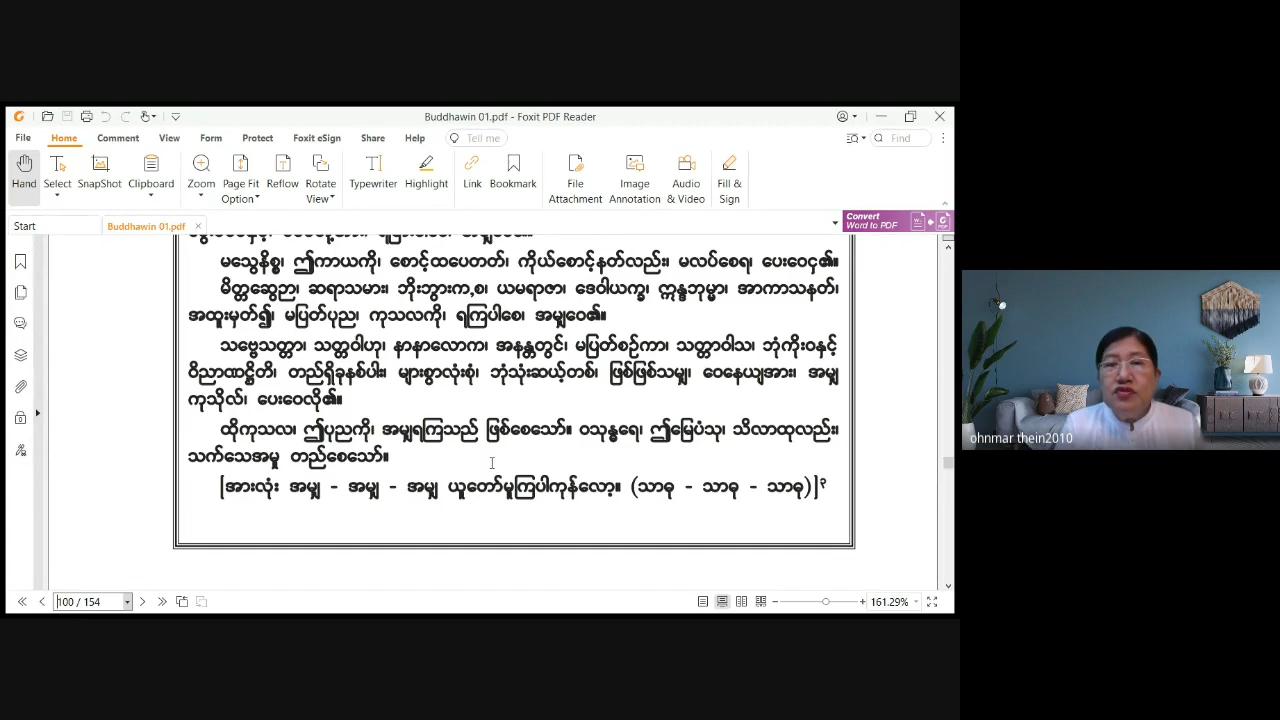 Buddhawin 01.pdf - Foxit PDF Reader
File Home Comment View Form Protect Foxit eSign Share Help Tell me Find
Hand Select SnapShot Clipboard Zoom Page Fit Option Reflow Rotate View Typewriter Highlight Link Bookmark File Attachment Image Annotation Audio & Video Fill & Sign
Start Buddhawin 01.pdf Convert Word to PDF
မသွေနိစ္စ၊ ဤကာယကို၊ စောင့်ထပေတတ်၊ ကိုယ်စောင့်နတ်လည်း၊ မလပ်စေရ၊ ပေးဝေငှ၏။
မိတ္တဆွေဉာ၊ ဆရာသမား၊ ဘိုးဘွားက,စ၊ ယမရာဇာ၊ ဒေဝါယက္ခ၊ ဣန္ဒဘုမ္မာ၊ အာကာသနတ်၊
အထူးမှတ်၍၊ မပြတ်ပုည၊ ကုသလကို၊ ရကြပါစေ၊ အမျှဝေ၏။
သဗ္ဗေသတ္တာ၊ သတ္တဝါဟု၊ နာနာလောက၊ အနန္တတွင်၊ မပြတ်စဉ်ကာ၊ သတ္တာဝါသ၊ ဘုံကိုးဝနှင့်
ဝိညာဏဋ္ဌိတိ၊ တည်ရှိခုနစ်ပါး၊ များစွာလုံးစုံ၊ ဘုံသုံးဆယ့်တစ်၊ ဖြစ်ဖြစ်သမျှ၊ ဝေနေယျအား၊ အမျှ
ကုသိုလ်၊ ပေးဝေလို၏။
ထိုကုသလ၊ ဤပုညကို၊ အမျှရကြသည် ဖြစ်စေသော်။ ဝသုန္ဓရေ၊ ဤမြေပံသု၊ သိလာထုလည်း၊
သက်သေအမှု တည်စေသော်။
[အားလုံး အမျှ - အမျှ - အမျှ ယူတော်မူကြပါကုန်လော့။ (သာဓု - သာဓု - သာဓု)]၃
100 / 154
161.29%
ohnmar thein2010